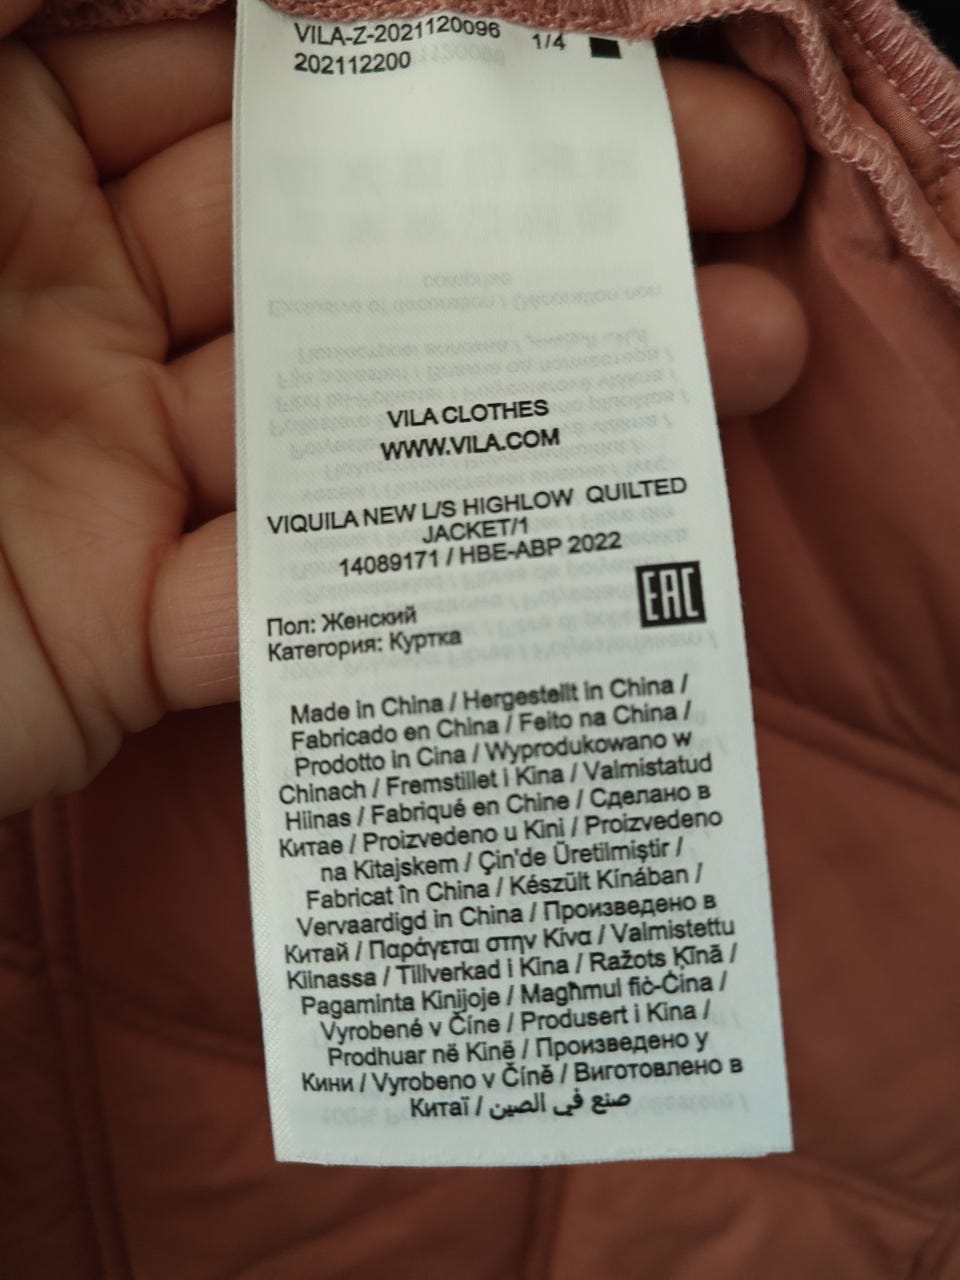 VILA-Z-2021120096 1/4
202112200
VILA CLOTHES
WWW.VILA.COM
VIQUILA NEW L/S HIGHLOW QUILTED
JACKET/1
14089171 / HBE-ABP 2022
EAC
Пол: Женский
Категория: Куртка
Made in China / Hergestellt in China /
Fabricado en China / Feito na China /
Prodotto in Cina / Wyprodukowano w
Chinach / Fremstillet i Kina / Valmistatud
Hiinas / Fabriqué en Chine / Сделано в
Китае / Proizvedeno u Kini / Proizvedeno
na Kitajskem / Çin'de Üretilmiştir /
Fabricat în China / Készült Kínában /
Vervaardigd in China / Произведено в
Китай / Παράγεται στην Κίνα / Valmistettu
Kiinassa / Tillverkad i Kina / Ražots Ķīnā /
Pagaminta Kinijoje / Magħmul fiċ-Ċina /
Vyrobené v Číne / Produsert i Kina /
Prodhuar në Kinë / Произведено у
Кини / Vyrobeno v Číně / Виготовлено в
Китаї / صنع في الصين